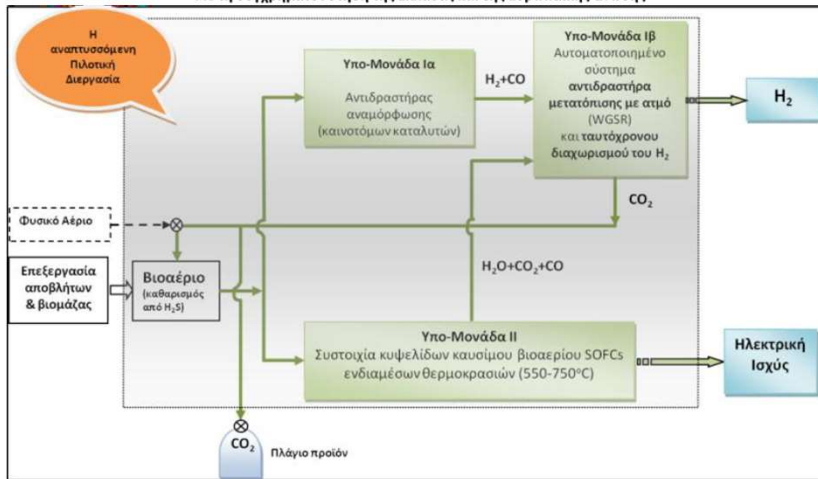 Η
αναπτυσσόμενη
Πιλοτική
Διεργασία
Υπο-Μονάδα Ια
Αντιδραστήρας
αναμόρφωσης
(καινοτόμων καταλυτών)
H₂+CO
Υπο-Μονάδα Ιβ
Αυτοματοποιημένο
σύστημα
αντιδραστήρα
μετατόπισης με ατμό
(WGSR)
και ταυτόχρονου
διαχωρισμού του H₂
H₂
CO₂
Φυσικό Αέριο
Επεξεργασία
αποβλήτων
& βιομάζας
Βιοαέριο
(καθαρισμός
από H₂S)
H₂O+CO₂+CO
Υπο-Μονάδα ΙΙ
Συστοιχία κυψελίδων καυσίμου βιοαερίου SOFCs
ενδιαμέσων θερμοκρασιών (550-750°C)
Ηλεκτρική
Ισχύς
CO₂
Πλάγιο προϊόν